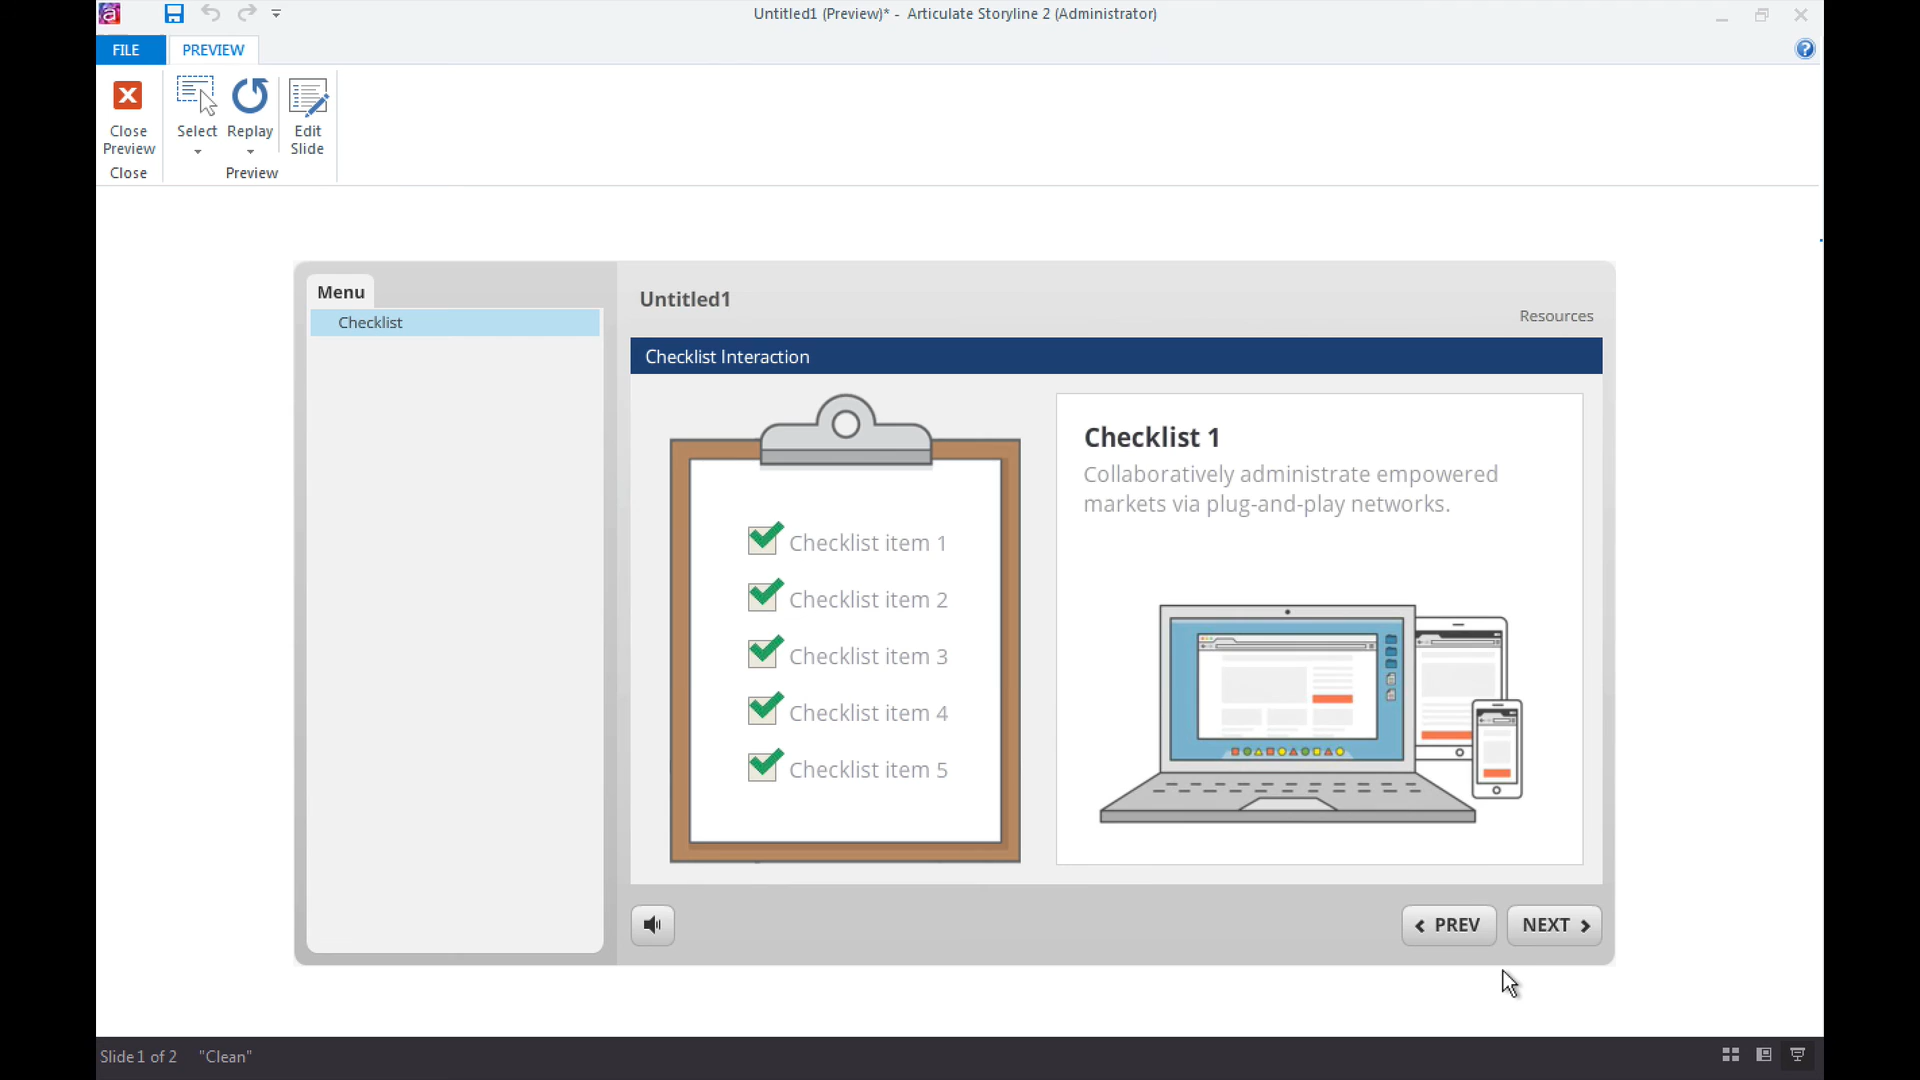 Untitled1 (Preview)* - Articulate Storyline 2 (Administrator)
FILE PREVIEW
Close Preview
Select
Replay
Edit Slide
Close
Preview
Menu
Checklist
Untitled1
Resources
Checklist Interaction
Checklist item 1
Checklist item 2
Checklist item 3
Checklist item 4
Checklist item 5
Checklist 1
Collaboratively administrate empowered
markets via plug-and-play networks.
PREV
NEXT
Slide 1 of 2 "Clean"